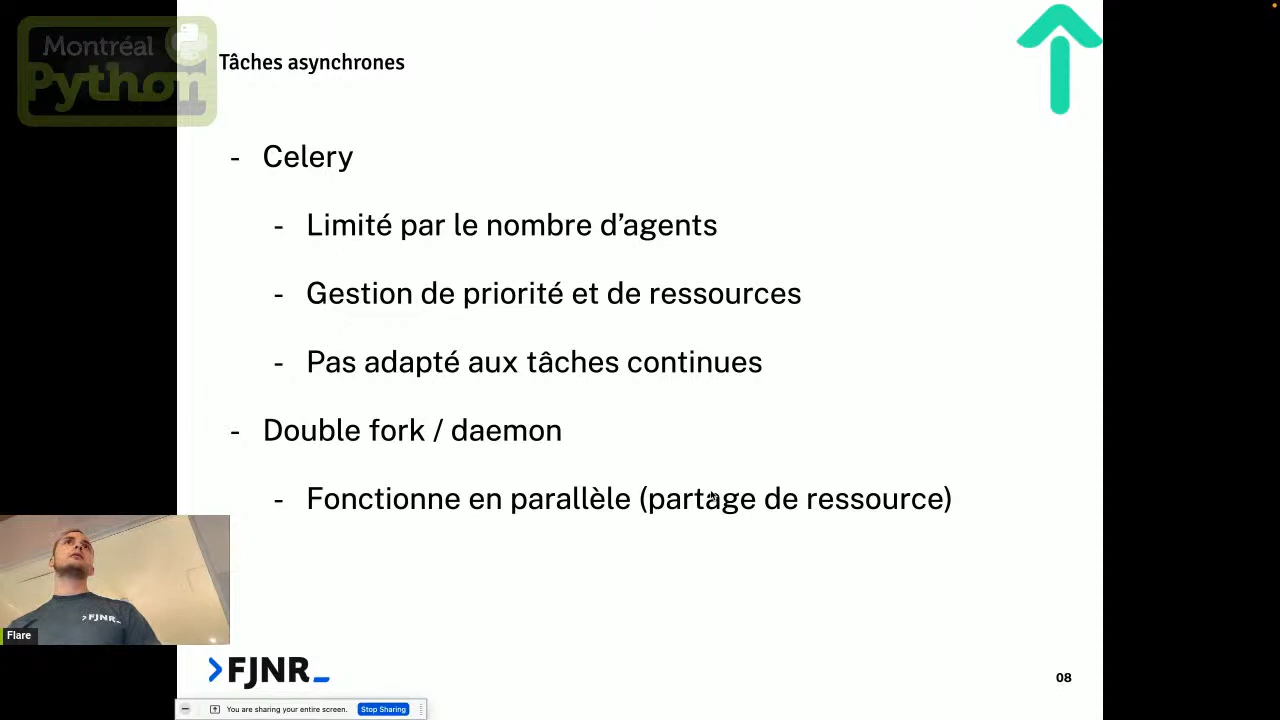 Montréal
Python
Tâches asynchrones
- Celery
- Limité par le nombre d’agents
- Gestion de priorité et de ressources
- Pas adapté aux tâches continues
- Double fork / daemon
- Fonctionne en parallèle (partage de ressource)
>FJNR_
Flare
>FJNR_
08
You are sharing your entire screen.
Stop Sharing